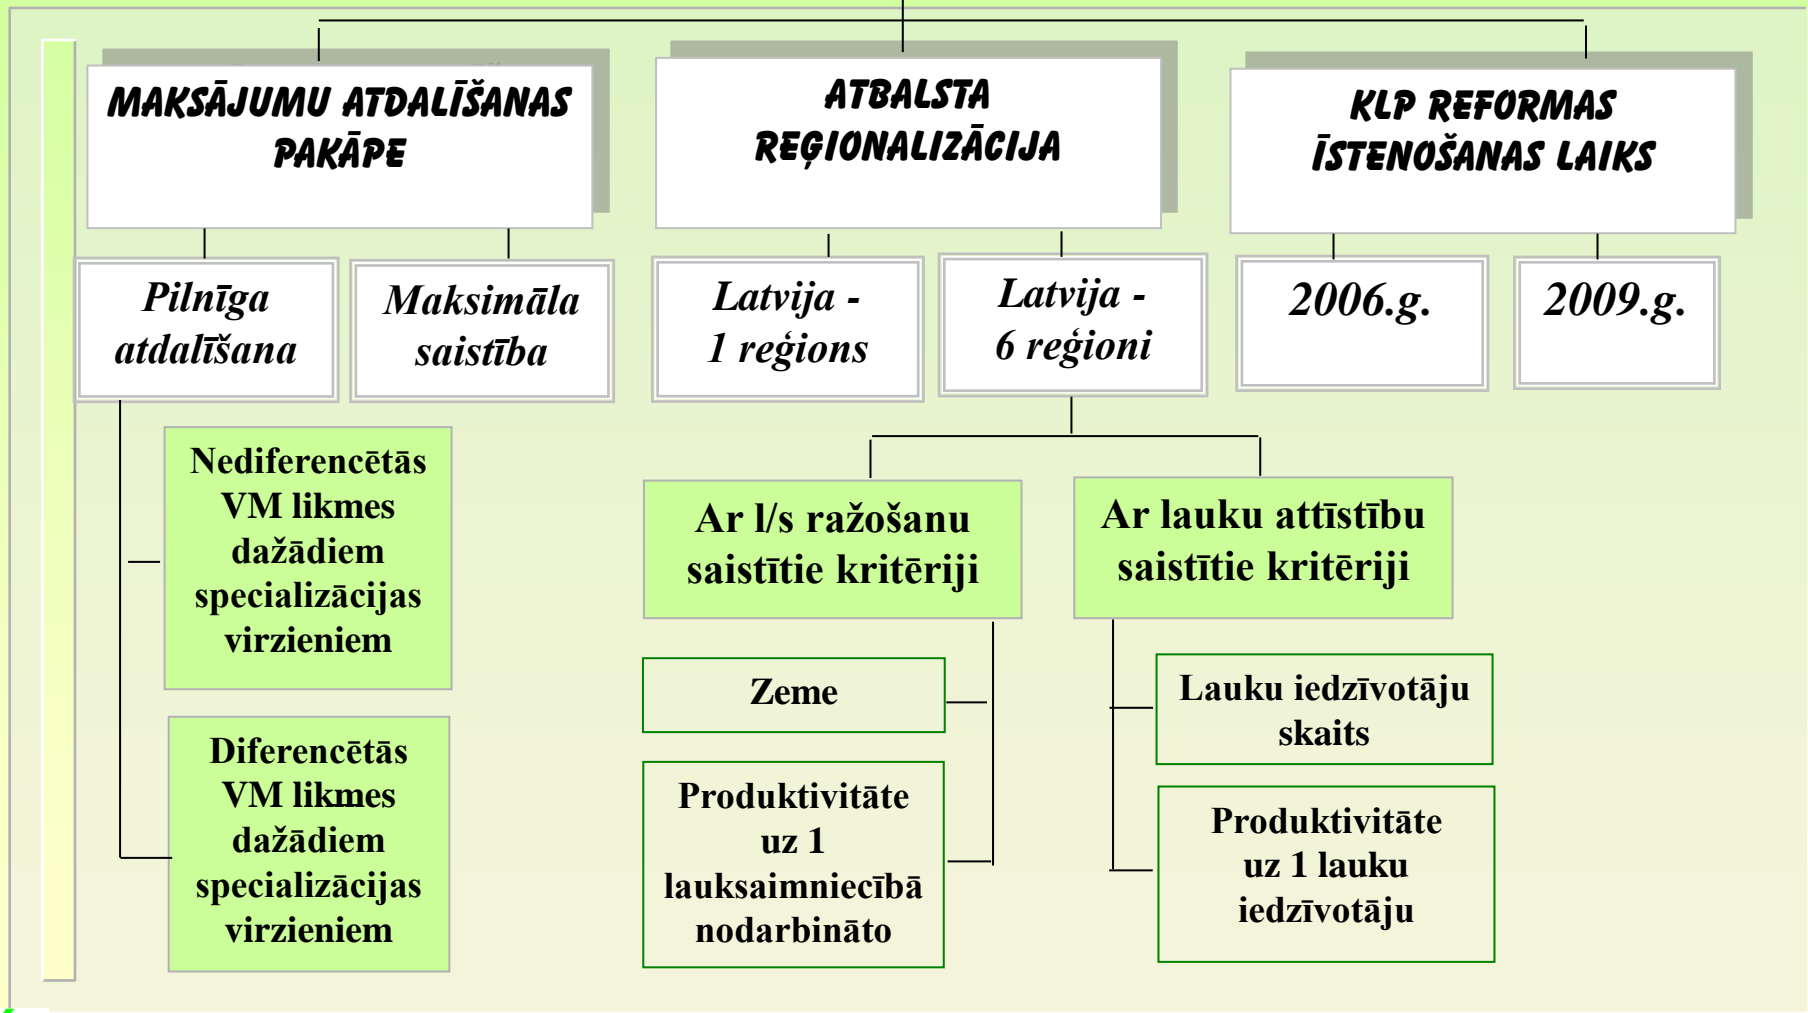 MAKSĀJUMU ATDALĪŠANAS
PAKĀPE
ATBALSTA
REĢIONALIZĀCIJA
KLP REFORMAS
ĪSTENOŠANAS LAIKS
Pilnīga
atdalīšana
Maksimāla
saistība
Latvija -
1 reģions
Latvija -
6 reģioni
2006.g.
2009.g.
Nediferencētās
VM likmes
dažādiem
specializācijas
virzieniem
Diferencētās
VM likmes
dažādiem
specializācijas
virzieniem
Ar l/s ražošanu
saistītie kritēriji
Zeme
Produktivitāte
uz 1
lauksaimniecībā
nodarbināto
Ar lauku attīstību
saistītie kritēriji
Lauku iedzīvotāju
skaits
Produktivitāte
uz 1 lauku
iedzīvotāju